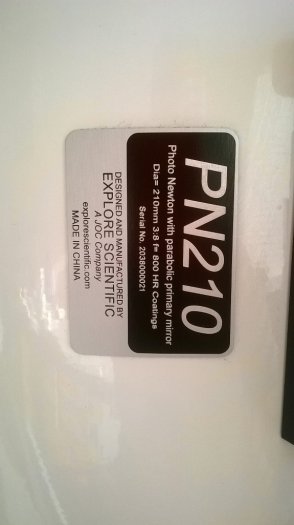 PN210
Photo Newton with parabolic primary mirror
Dia= 210mm 3.8 f= 800 HR Coatings
Serial No. 2038000021
DESIGNED AND MANUFACTURED BY
EXPLORE SCIENTIFIC
A JOC Company
explorescientific.com
MADE IN CHINA